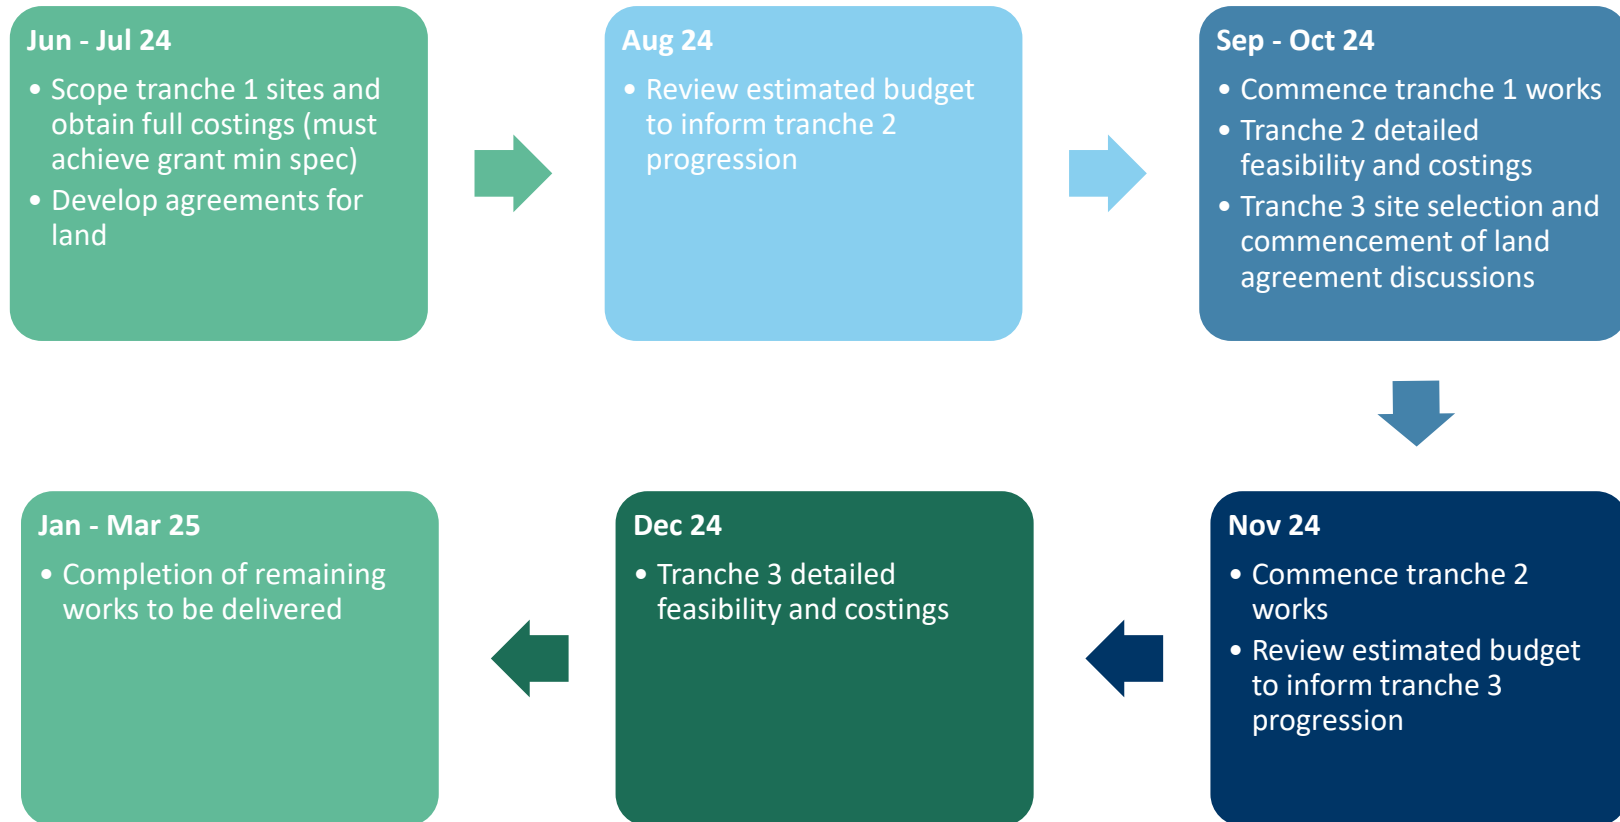 Jun - Jul 24
• Scope tranche 1 sites and
obtain full costings (must
achieve grant min spec)
• Develop agreements for
land
Aug 24
• Review estimated budget
to inform tranche 2
progression
Sep - Oct 24
• Commence tranche 1 works
• Tranche 2 detailed
feasibility and costings
• Tranche 3 site selection and
commencement of land
agreement discussions
Nov 24
• Commence tranche 2
works
• Review estimated budget
to inform tranche 3
progression
Dec 24
• Tranche 3 detailed
feasibility and costings
Jan - Mar 25
• Completion of remaining
works to be delivered